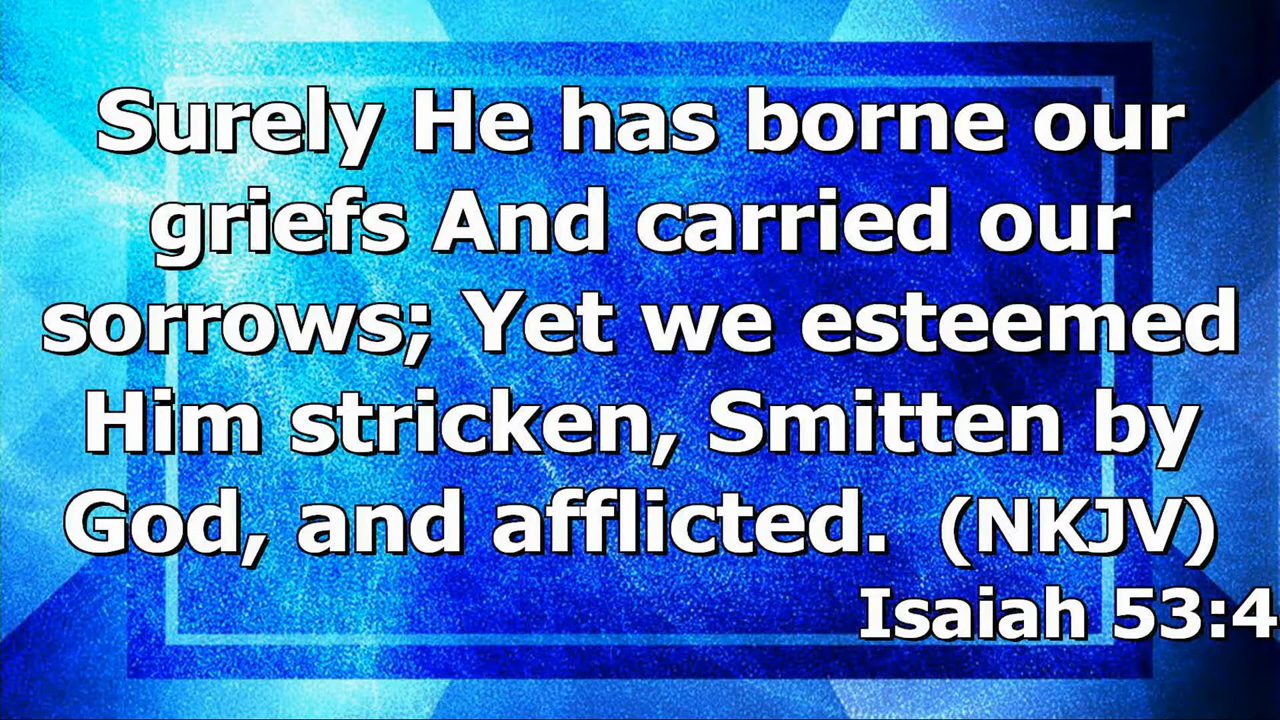 Surely He has borne our
griefs And carried our
sorrows; Yet we esteemed
Him stricken, Smitten by
God, and afflicted.  (NKJV)
Isaiah 53:4